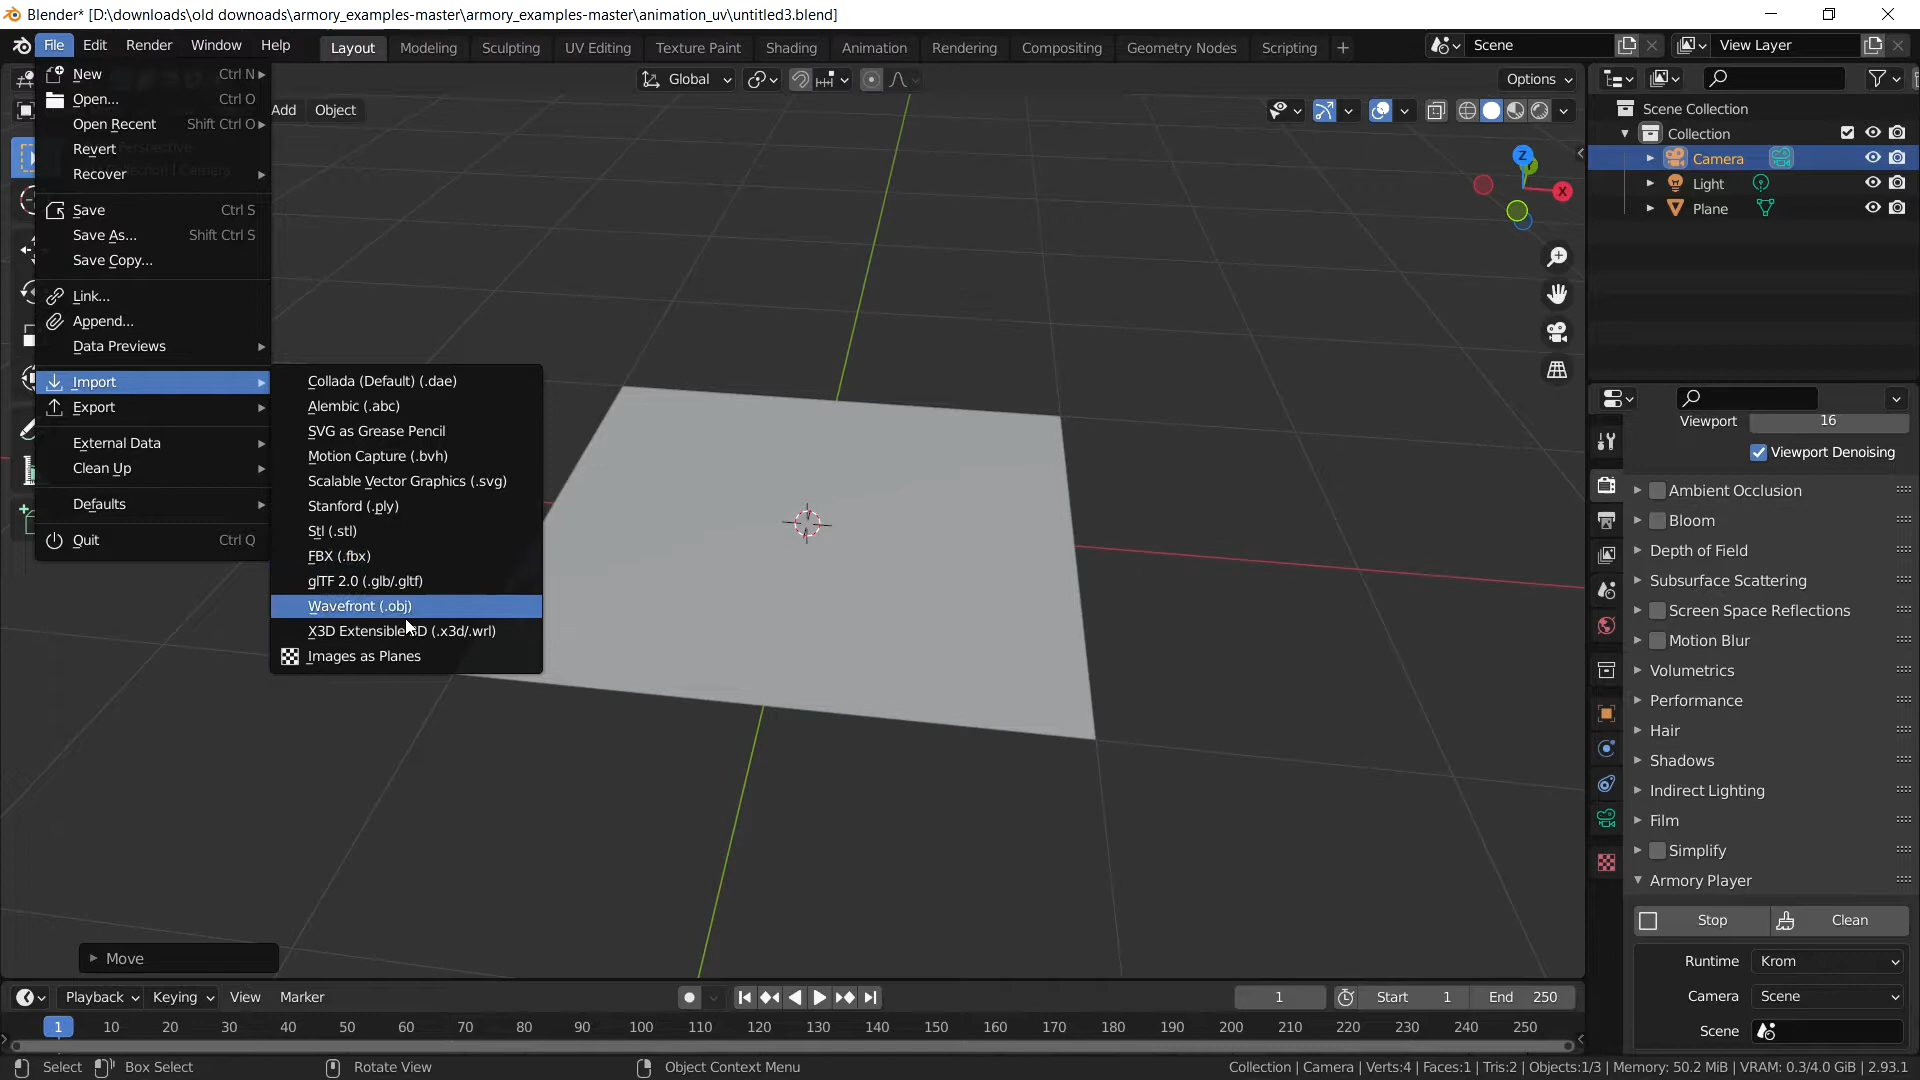 Blender* [D:\downloads\old downoads\armory_examples-master\armory_examples-master\animation_uv\untitled3.blend]
File Edit Render Window Help Layout Modeling Sculpting UV Editing Texture Paint Shading Animation Rendering Compositing Geometry Nodes Scripting + Scene View Layer
Global Options
Add Object
New Ctrl N
Open... Ctrl O
Open Recent Shift Ctrl O
Revert
Recover
Save Ctrl S
Save As... Shift Ctrl S
Save Copy...
Link...
Append...
Data Previews
Import
Export
External Data
Clean Up
Defaults
Quit Ctrl Q
Collada (Default) (.dae)
Alembic (.abc)
SVG as Grease Pencil
Motion Capture (.bvh)
Scalable Vector Graphics (.svg)
Stanford (.ply)
Stl (.stl)
FBX (.fbx)
glTF 2.0 (.glb/.gltf)
Wavefront (.obj)
X3D Extensible 3D (.x3d/.wrl)
Images as Planes
Z
X
Scene Collection
Collection
Camera
Light
Plane
Viewport 16
Viewport Denoising
Ambient Occlusion
Bloom
Depth of Field
Subsurface Scattering
Screen Space Reflections
Motion Blur
Volumetrics
Performance
Hair
Shadows
Indirect Lighting
Film
Simplify
Armory Player
Stop Clean
Runtime Krom
Camera Scene
Scene
Move
Playback Keying View Marker 1 Start 1 End 250
1 10 20 30 40 50 60 70 80 90 100 110 120 130 140 150 160 170 180 190 200 210 220 230 240 250
Select Box Select Rotate View Object Context Menu Collection | Camera | Verts:4 | Faces:1 | Tris:2 | Objects:1/3 | Memory: 50.2 MiB | VRAM: 0.3/4.0 GiB | 2.93.1